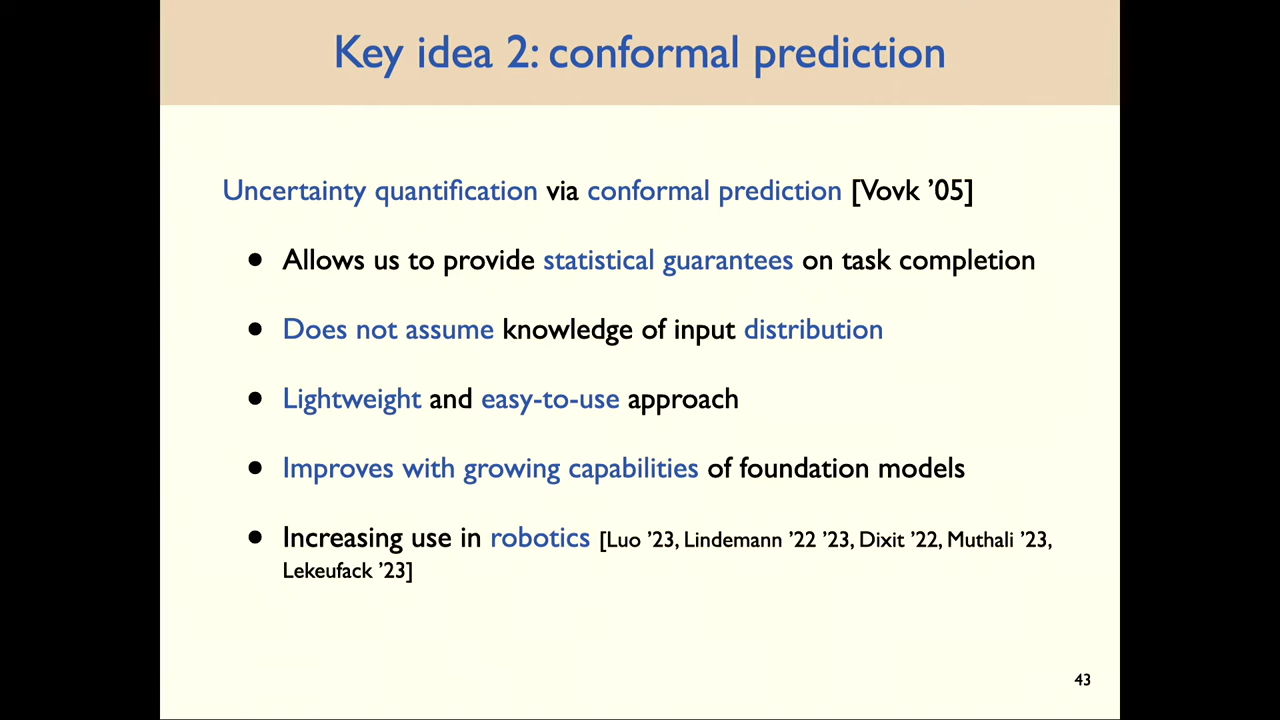 Key idea 2: conformal prediction
Uncertainty quantification via conformal prediction [Vovk ’05]
● Allows us to provide statistical guarantees on task completion
● Does not assume knowledge of input distribution
● Lightweight and easy-to-use approach
● Improves with growing capabilities of foundation models
● Increasing use in robotics [Luo ’23, Lindemann ’22 ’23, Dixit ’22, Muthali ’23,
Lekeufack ’23]
43